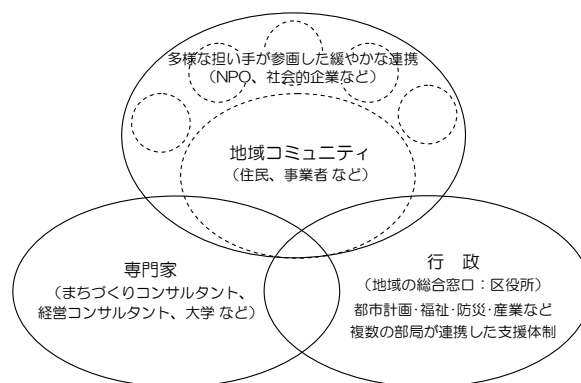 多様な担い手が参画した緩やかな連携
（NPO、社会的企業など）
地域コミュニティ
（住民、事業者 など）
専門家
（まちづくりコンサルタント、
経営コンサルタント、大学 など）
行　政
（地域の総合窓口：区役所）
都市計画・福祉・防災・産業など
複数の部局が連携した支援体制